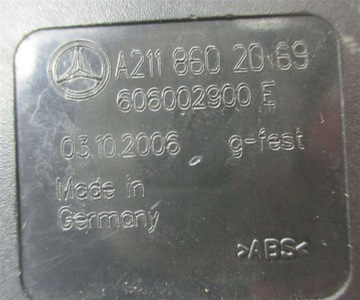 A211 860 20 69
606002900 E
03.10.2006 g-fest
Made in
Germany
>ABS<